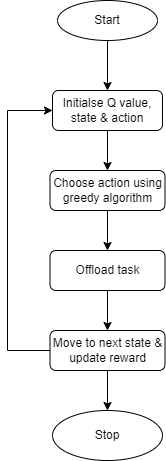 Start
Initialse Q value,
state & action
Choose action using
greedy algorithm
Offload task
Move to next state &
update reward
Stop